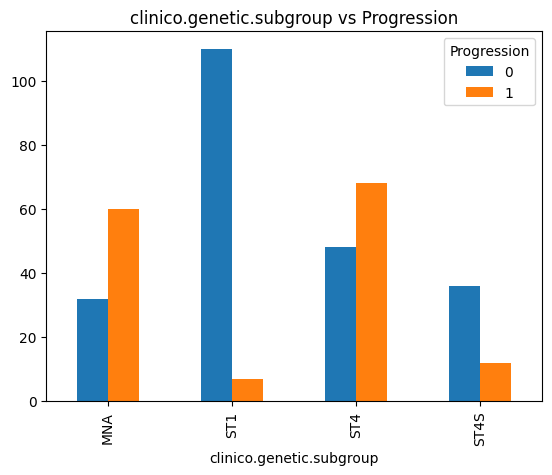 clinico.genetic.subgroup vs Progression
Progression
0
1
100
80
60
40
20
0
MNA
ST1
ST4
ST4S
clinico.genetic.subgroup